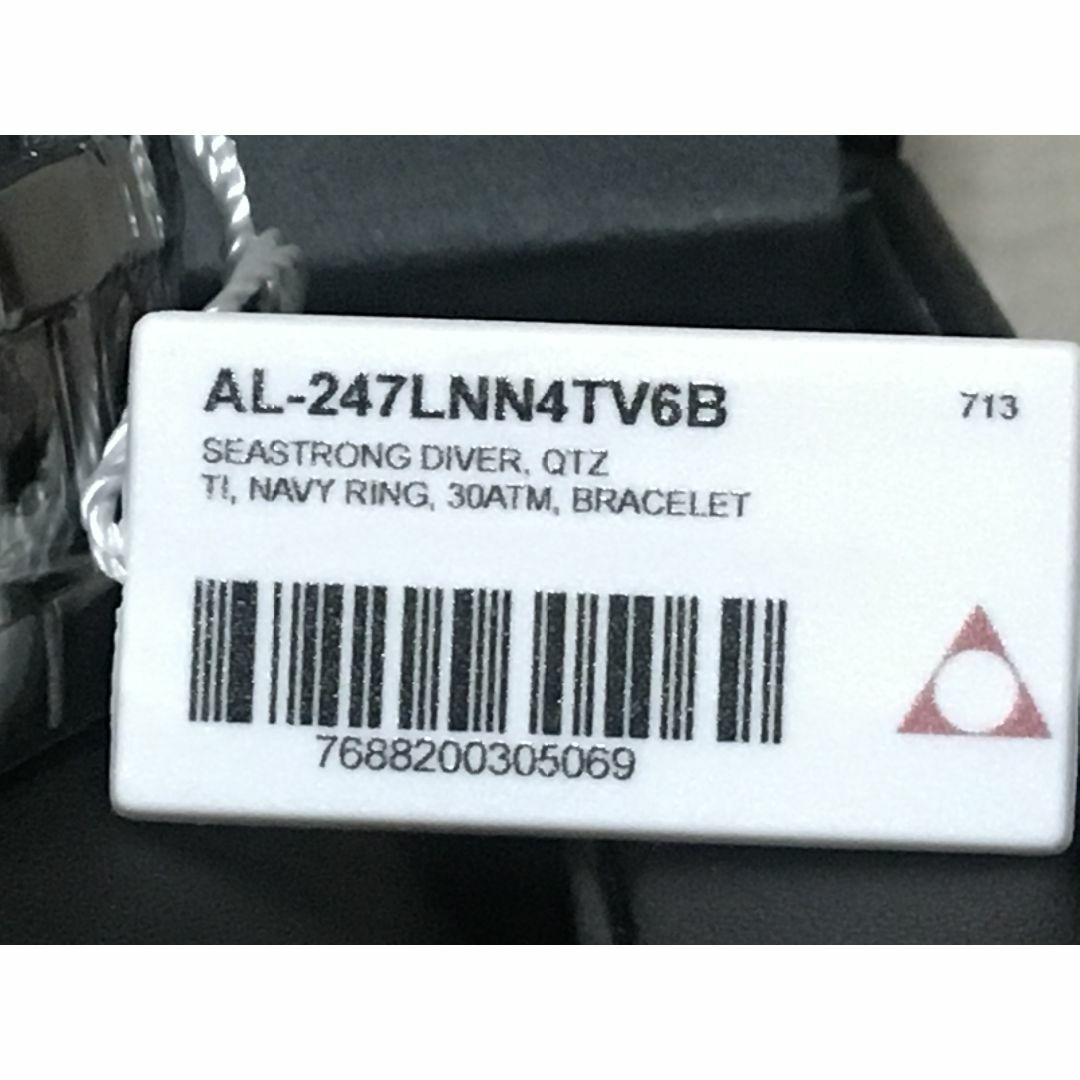 AL-247LNN4TV6B 713
SEASTRONG DIVER, QTZ
TI, NAVY RING, 30ATM, BRACELET
7688200305069